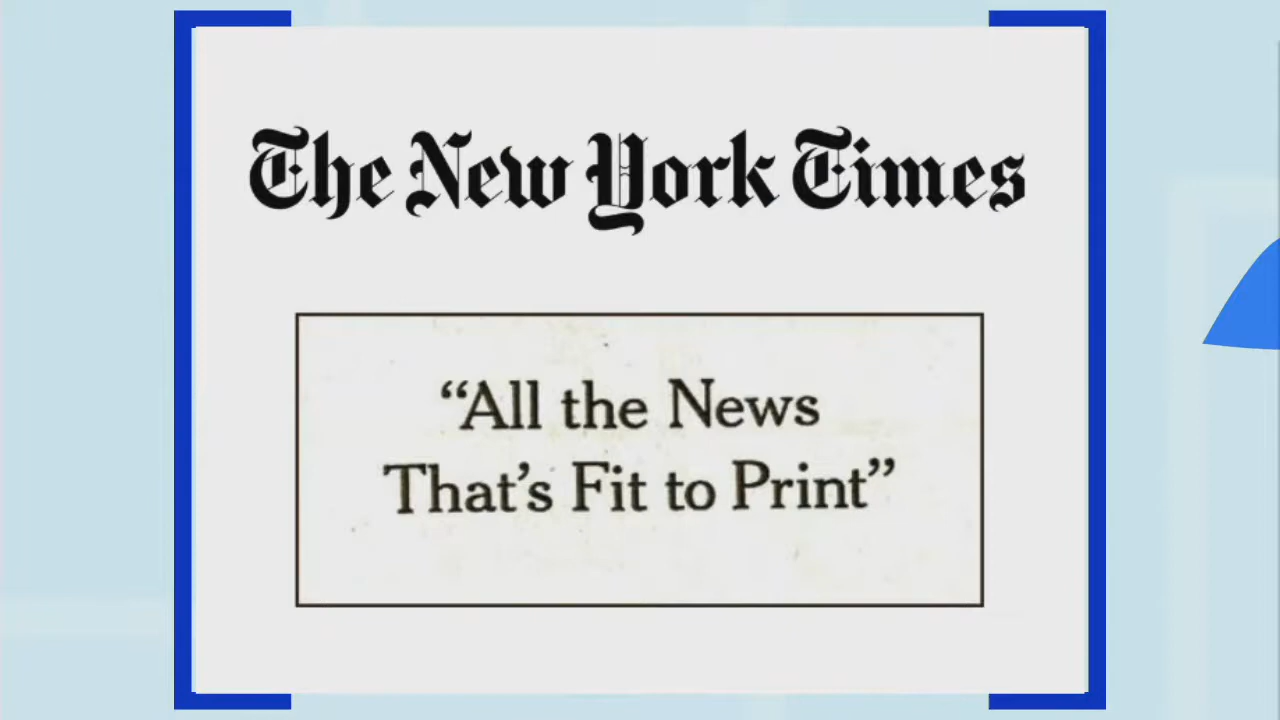 The New York Times
“All the News
That’s Fit to Print”